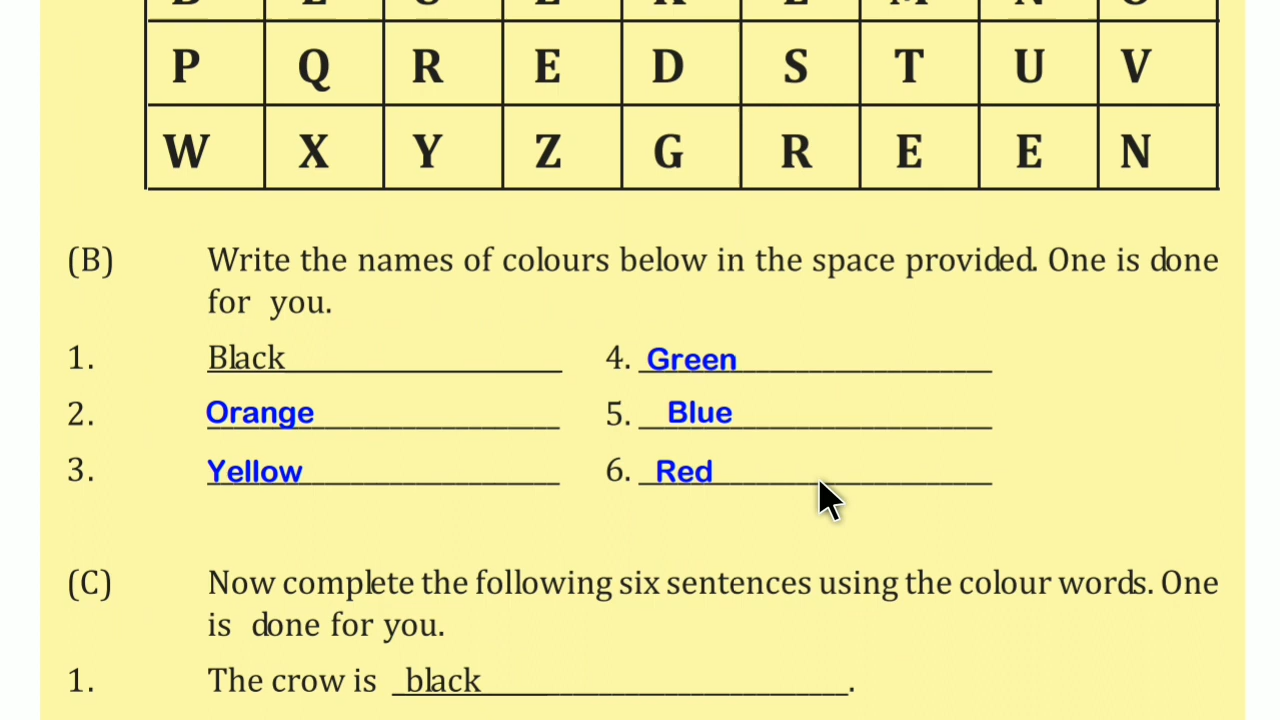 P Q R E D S T U V
W X Y Z G R E E N
(B) Write the names of colours below in the space provided. One is done
for you.
1. Black 4. Green
2. Orange 5. Blue
3. Yellow 6. Red
(C) Now complete the following six sentences using the colour words. One
is done for you.
1. The crow is black.